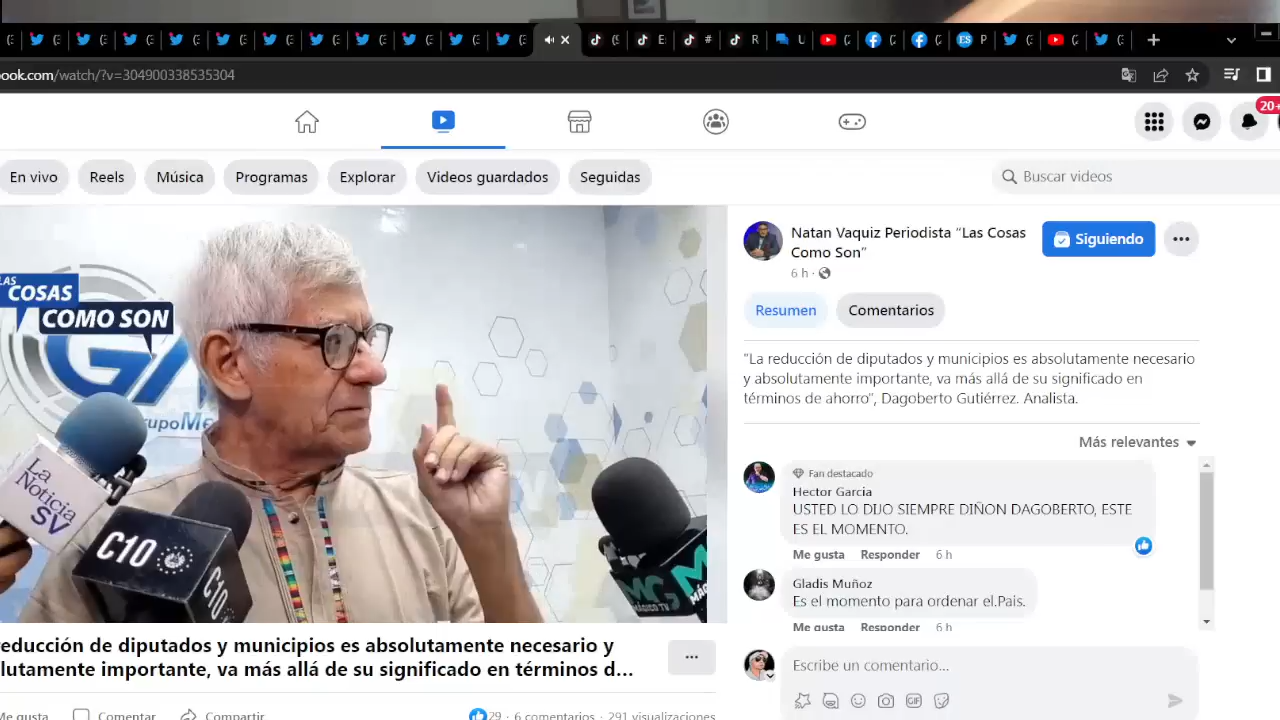 ook.com/watch/?v=304900338535304
20+
En vivo
Reels
Música
Programas
Explorar
Videos guardados
Seguidas
Buscar videos
LAS
COSAS
COMO SON
La
Noticia
SV
C10
C10
MG
MÁGICO TV
Natan Vaquiz Periodista “Las Cosas
Como Son”
6 h ·
Siguiendo
Resumen
Comentarios
"La reducción de diputados y municipios es absolutamente necesario
y absolutamente importante, va más allá de su significado en
términos de ahorro”, Dagoberto Gutiérrez. Analista.
Más relevantes
Fan destacado
Hector Garcia
USTED LO DIJO SIEMPRE DIÑON DAGOBERTO, ESTE
ES EL MOMENTO.
Me gusta Responder 6 h
Gladis Muñoz
Es el momento para ordenar el.Pais.
Me gusta Responder 6 h
Escribe un comentario...
GIF
reducción de diputados y municipios es absolutamente necesario y
lutamente importante, va más allá de su significado en términos d...
Me gusta Comentar Compartir 29 · 6 comentarios · 291 visualizaciones